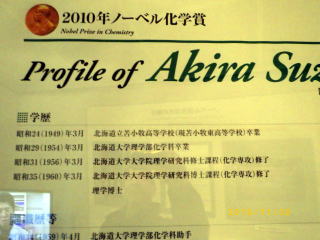 2010年ノーベル化学賞
Nobel Prize in Chemistry
Profile of Akira Suz
学歴
昭和24(1949)年3月 北海道立苫小牧高等学校(現苫小牧東高等学校)卒業
昭和29(1954)年3月 北海道大学理学部化学科卒業
昭和31(1956)年3月 北海道大学大学院理学研究科修士課程(化学専攻)修了
昭和35(1960)年3月 北海道大学大学院理学研究科博士課程(化学専攻)修了
理学博士
職歴等
(1959)年4月 北海道大学理学部化学科助手